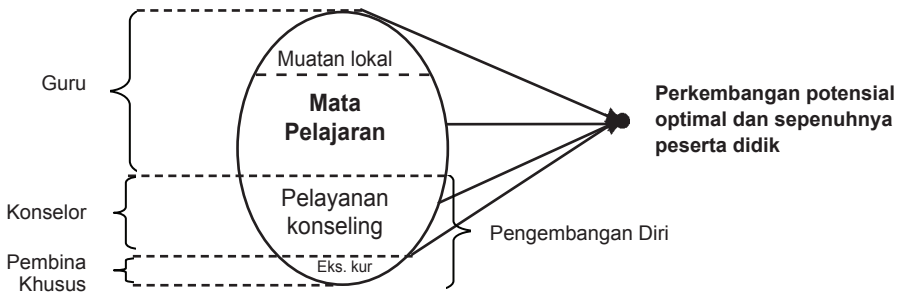 Guru
Konselor
Pembina
Khusus
Muatan lokal
Mata
Pelajaran
Pelayanan
konseling
Eks. kur
Pengembangan Diri
Perkembangan potensial
optimal dan sepenuhnya
peserta didik